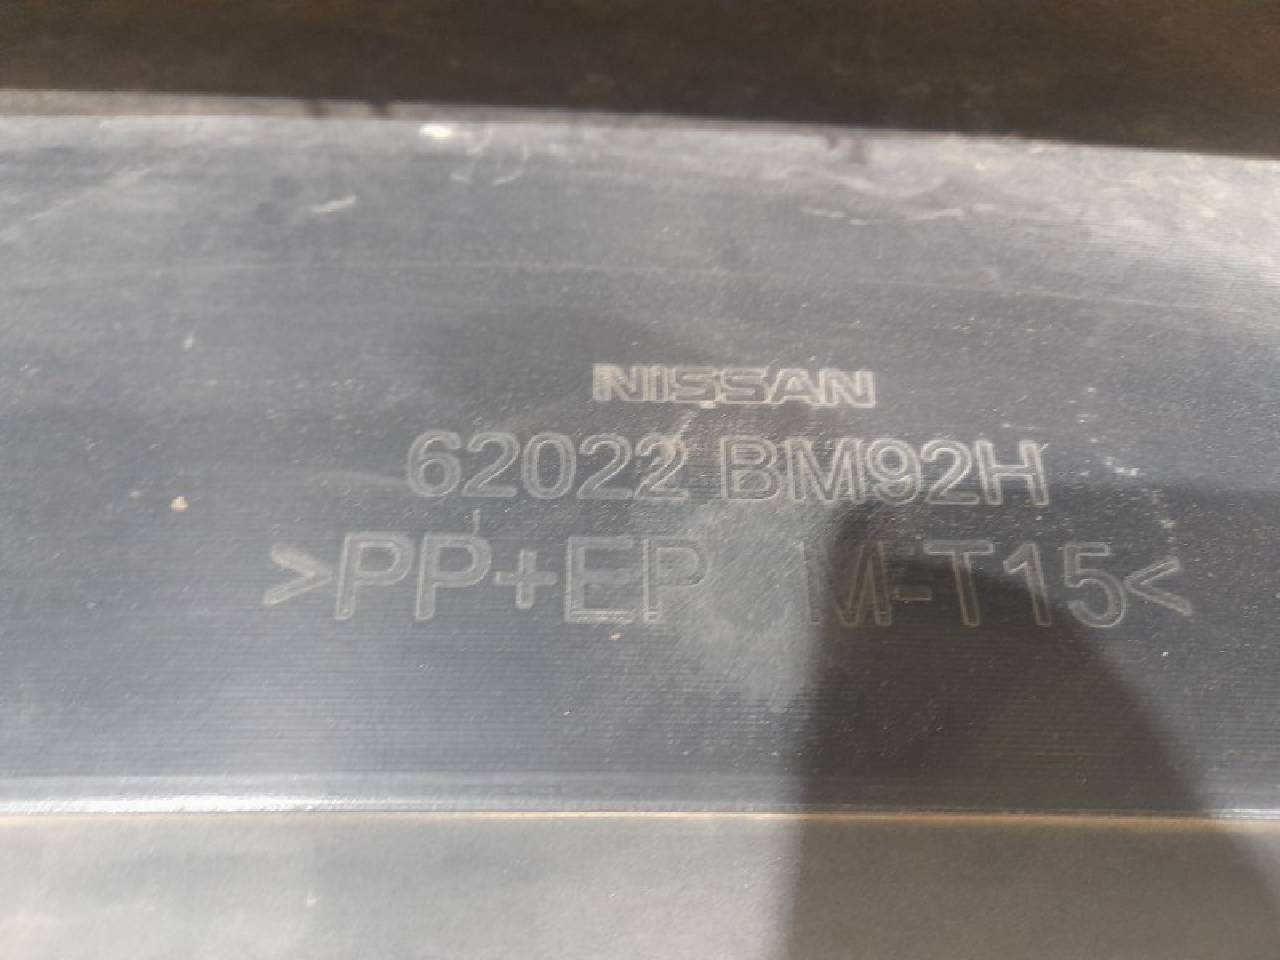 NISSAN
62022 BM92H
>PP+EP M-T15<